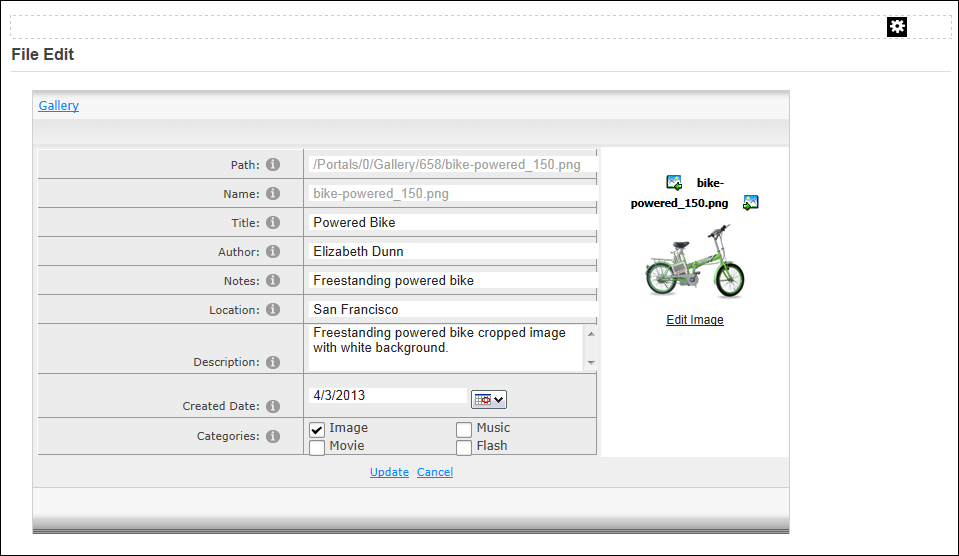 File Edit
Gallery
Path: /Portals/0/Gallery/658/bike-powered_150.png
Name: bike-powered_150.png
Title: Powered Bike
Author: Elizabeth Dunn
Notes: Freestanding powered bike
Location: San Francisco
Description: Freestanding powered bike cropped image
with white background.
Created Date: 4/3/2013
Categories: Image Music
Movie Flash
Update Cancel
bike-
powered_150.png
Edit Image